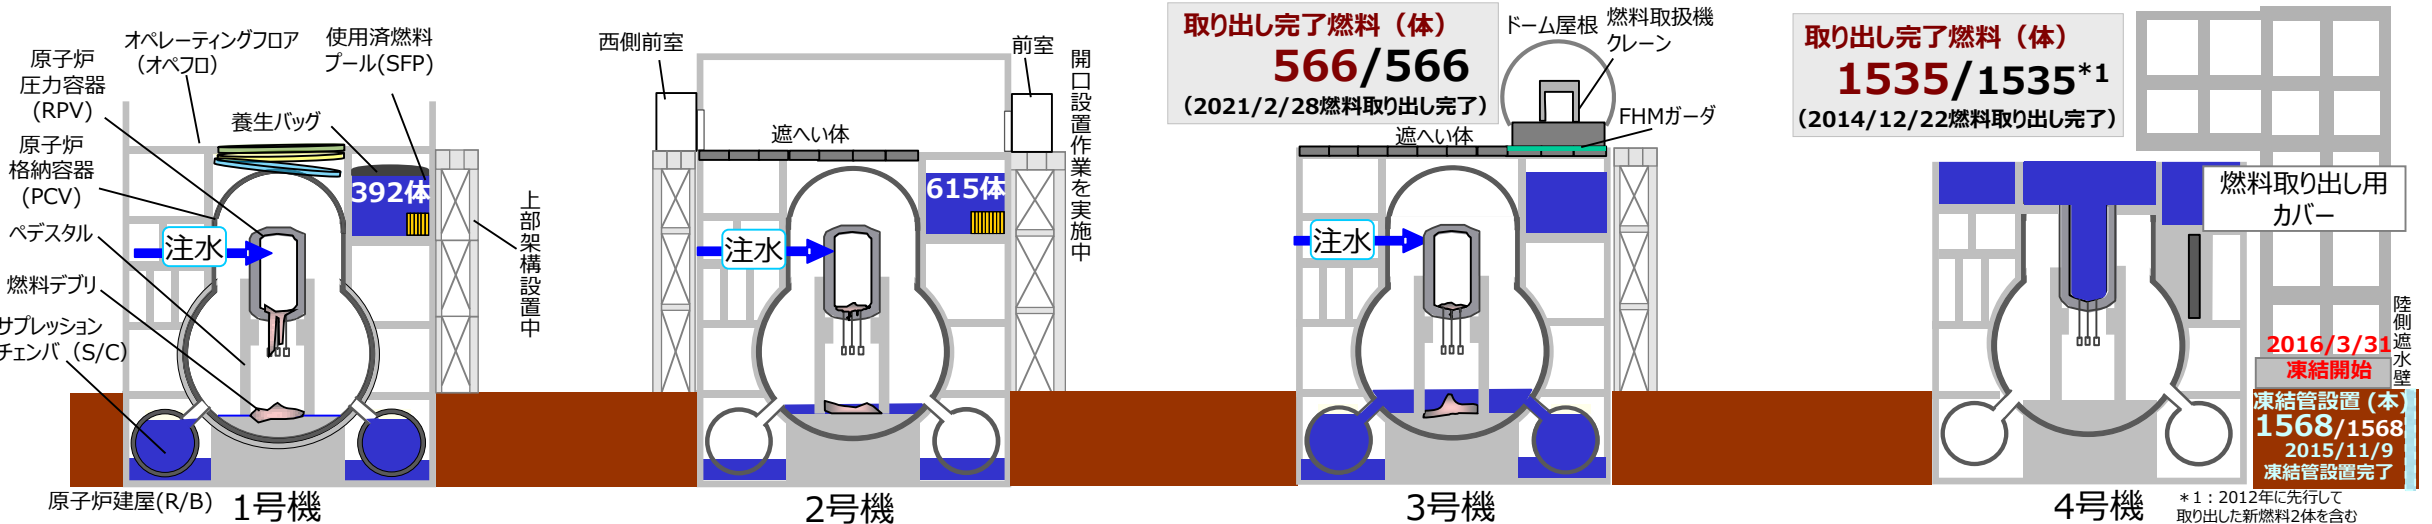 原子炉
圧力容器
(RPV)
オペレーティングフロア
(オペフロ)
使用済燃料
プール(SFP)
養生バッグ
原子炉
格納容器
(PCV)
392体
ペデスタル
注水
燃料デブリ
サプレッション
チェンバ (S/C)
上部架構設置中
原子炉建屋(R/B)
1号機
西側前室
前室
遮へい体
615体
注水
開口設置作業を実施中
2号機
取り出し完了燃料(体)
566/566
(2021/2/28燃料取り出し完了)
ドーム屋根
燃料取扱機
クレーン
FHMガーダ
遮へい体
注水
3号機
取り出し完了燃料(体)
1535/1535*1
(2014/12/22燃料取り出し完了)
燃料取り出し用
カバー
陸側遮水壁
2016/3/31
凍結開始
凍結管設置(本)
1568/1568
2015/11/9
凍結管設置完了
4号機
*1:2012年に先行して
取り出した新燃料2体を含む